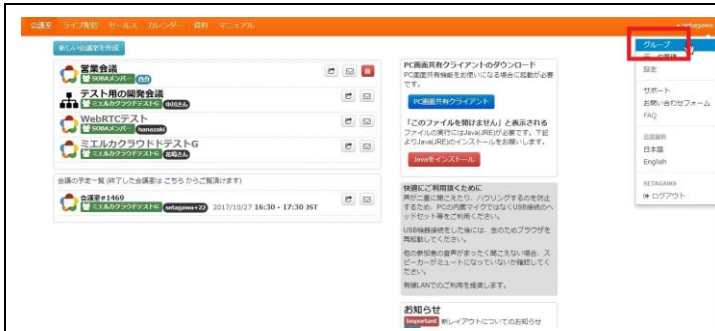 会議室 ライブ配信 セールス カレンダー 資料 マニュアル
setagawa
新しい会議室を作成
営業会議
SOBAメンバー 自分
テスト用の開発会議
ミエルカクラウドテストG 中川さん
WebRTCテスト
SOBAメンバー hanazaki
ミエルカクラウドテストG
ミエルカクラウドテストG 花崎さん
会議の予定一覧 (終了した会議室は こちら からご覧頂けます)
会議室#1469
ミエルカクラウドテストG setagawa+22 2017/10/27 16:30 - 17:30 JST
PC画面共有クライアントのダウンロード
PC画面共有機能をお使いになる場合に起動が必要
です。
PC画面共有クライアント
「このファイルを開けません」と表示される
ファイルの実行にはJava(JRE)が必要です。下記
よりJava(JRE)のインストールをお願いします。
Javaをインストール
快適にご利用頂くために
声が二重に聞こえたり、ハウリングするのを防止
するため、PCの内蔵マイクではなくUSB接続のヘ
ッドセット等をご利用ください。
USB機器接続をした後には、念のためブラウザを
再起動してください。
他の参加者の音声がまったく聞こえない場合、ス
ピーカーがミュートになっていないか確認してく
ださい。
有線LANでのご利用を推奨します。
お知らせ
Important 新レイアウトについてのお知らせ
グループ
データ管理
設定
サポート
お問い合わせフォーム
FAQ
言語選択
日本語
English
SETAGAWA
ログアウト